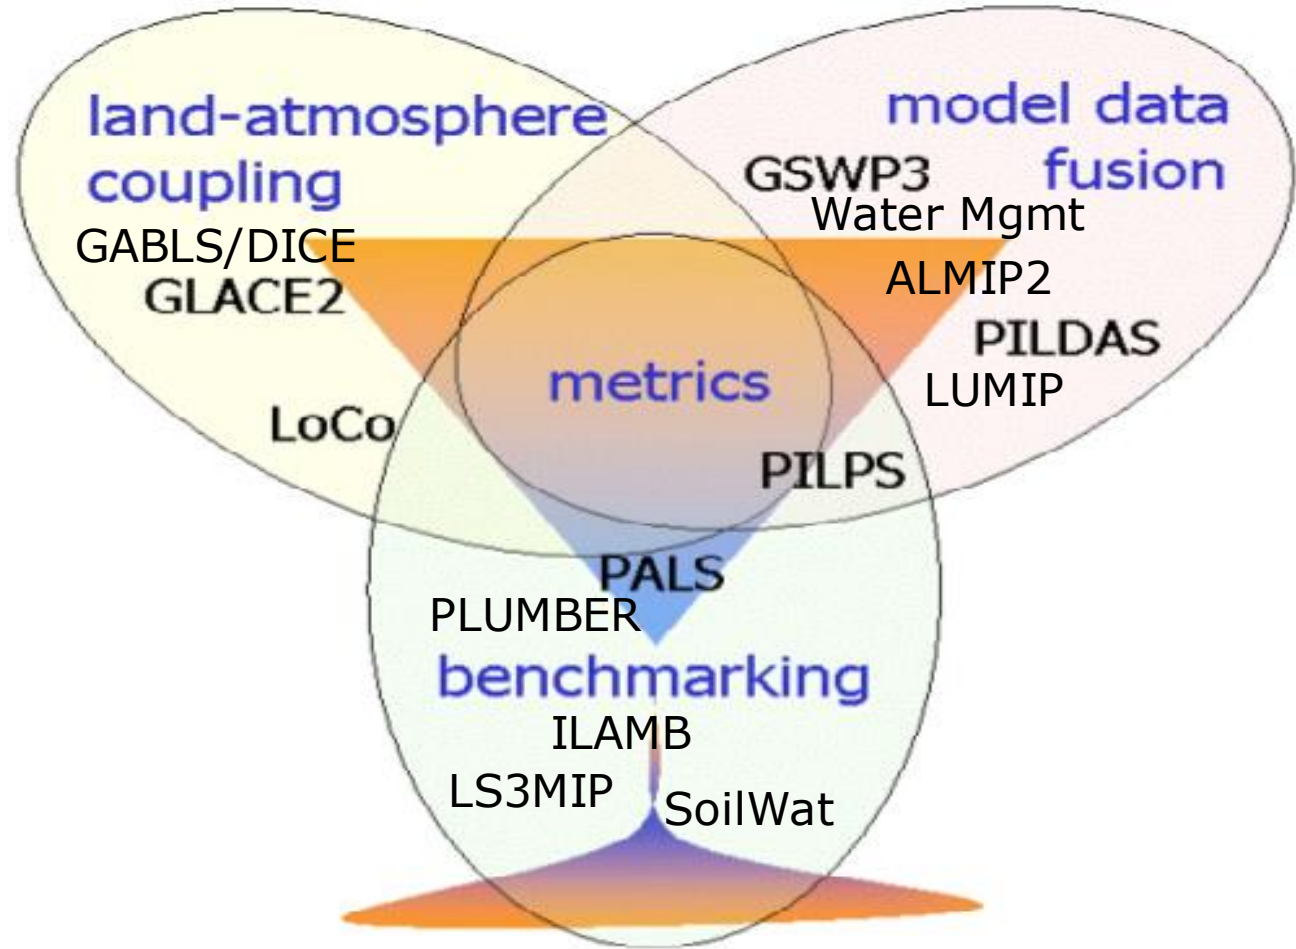 land-atmosphere
coupling
GABLS/DICE
GLACE2
LoCo
model data
fusion
GSWP3
Water Mgmt
ALMIP2
PILDAS
LUMIP
metrics
PILPS
PALS
PLUMBER
benchmarking
ILAMB
LS3MIP
SoilWat